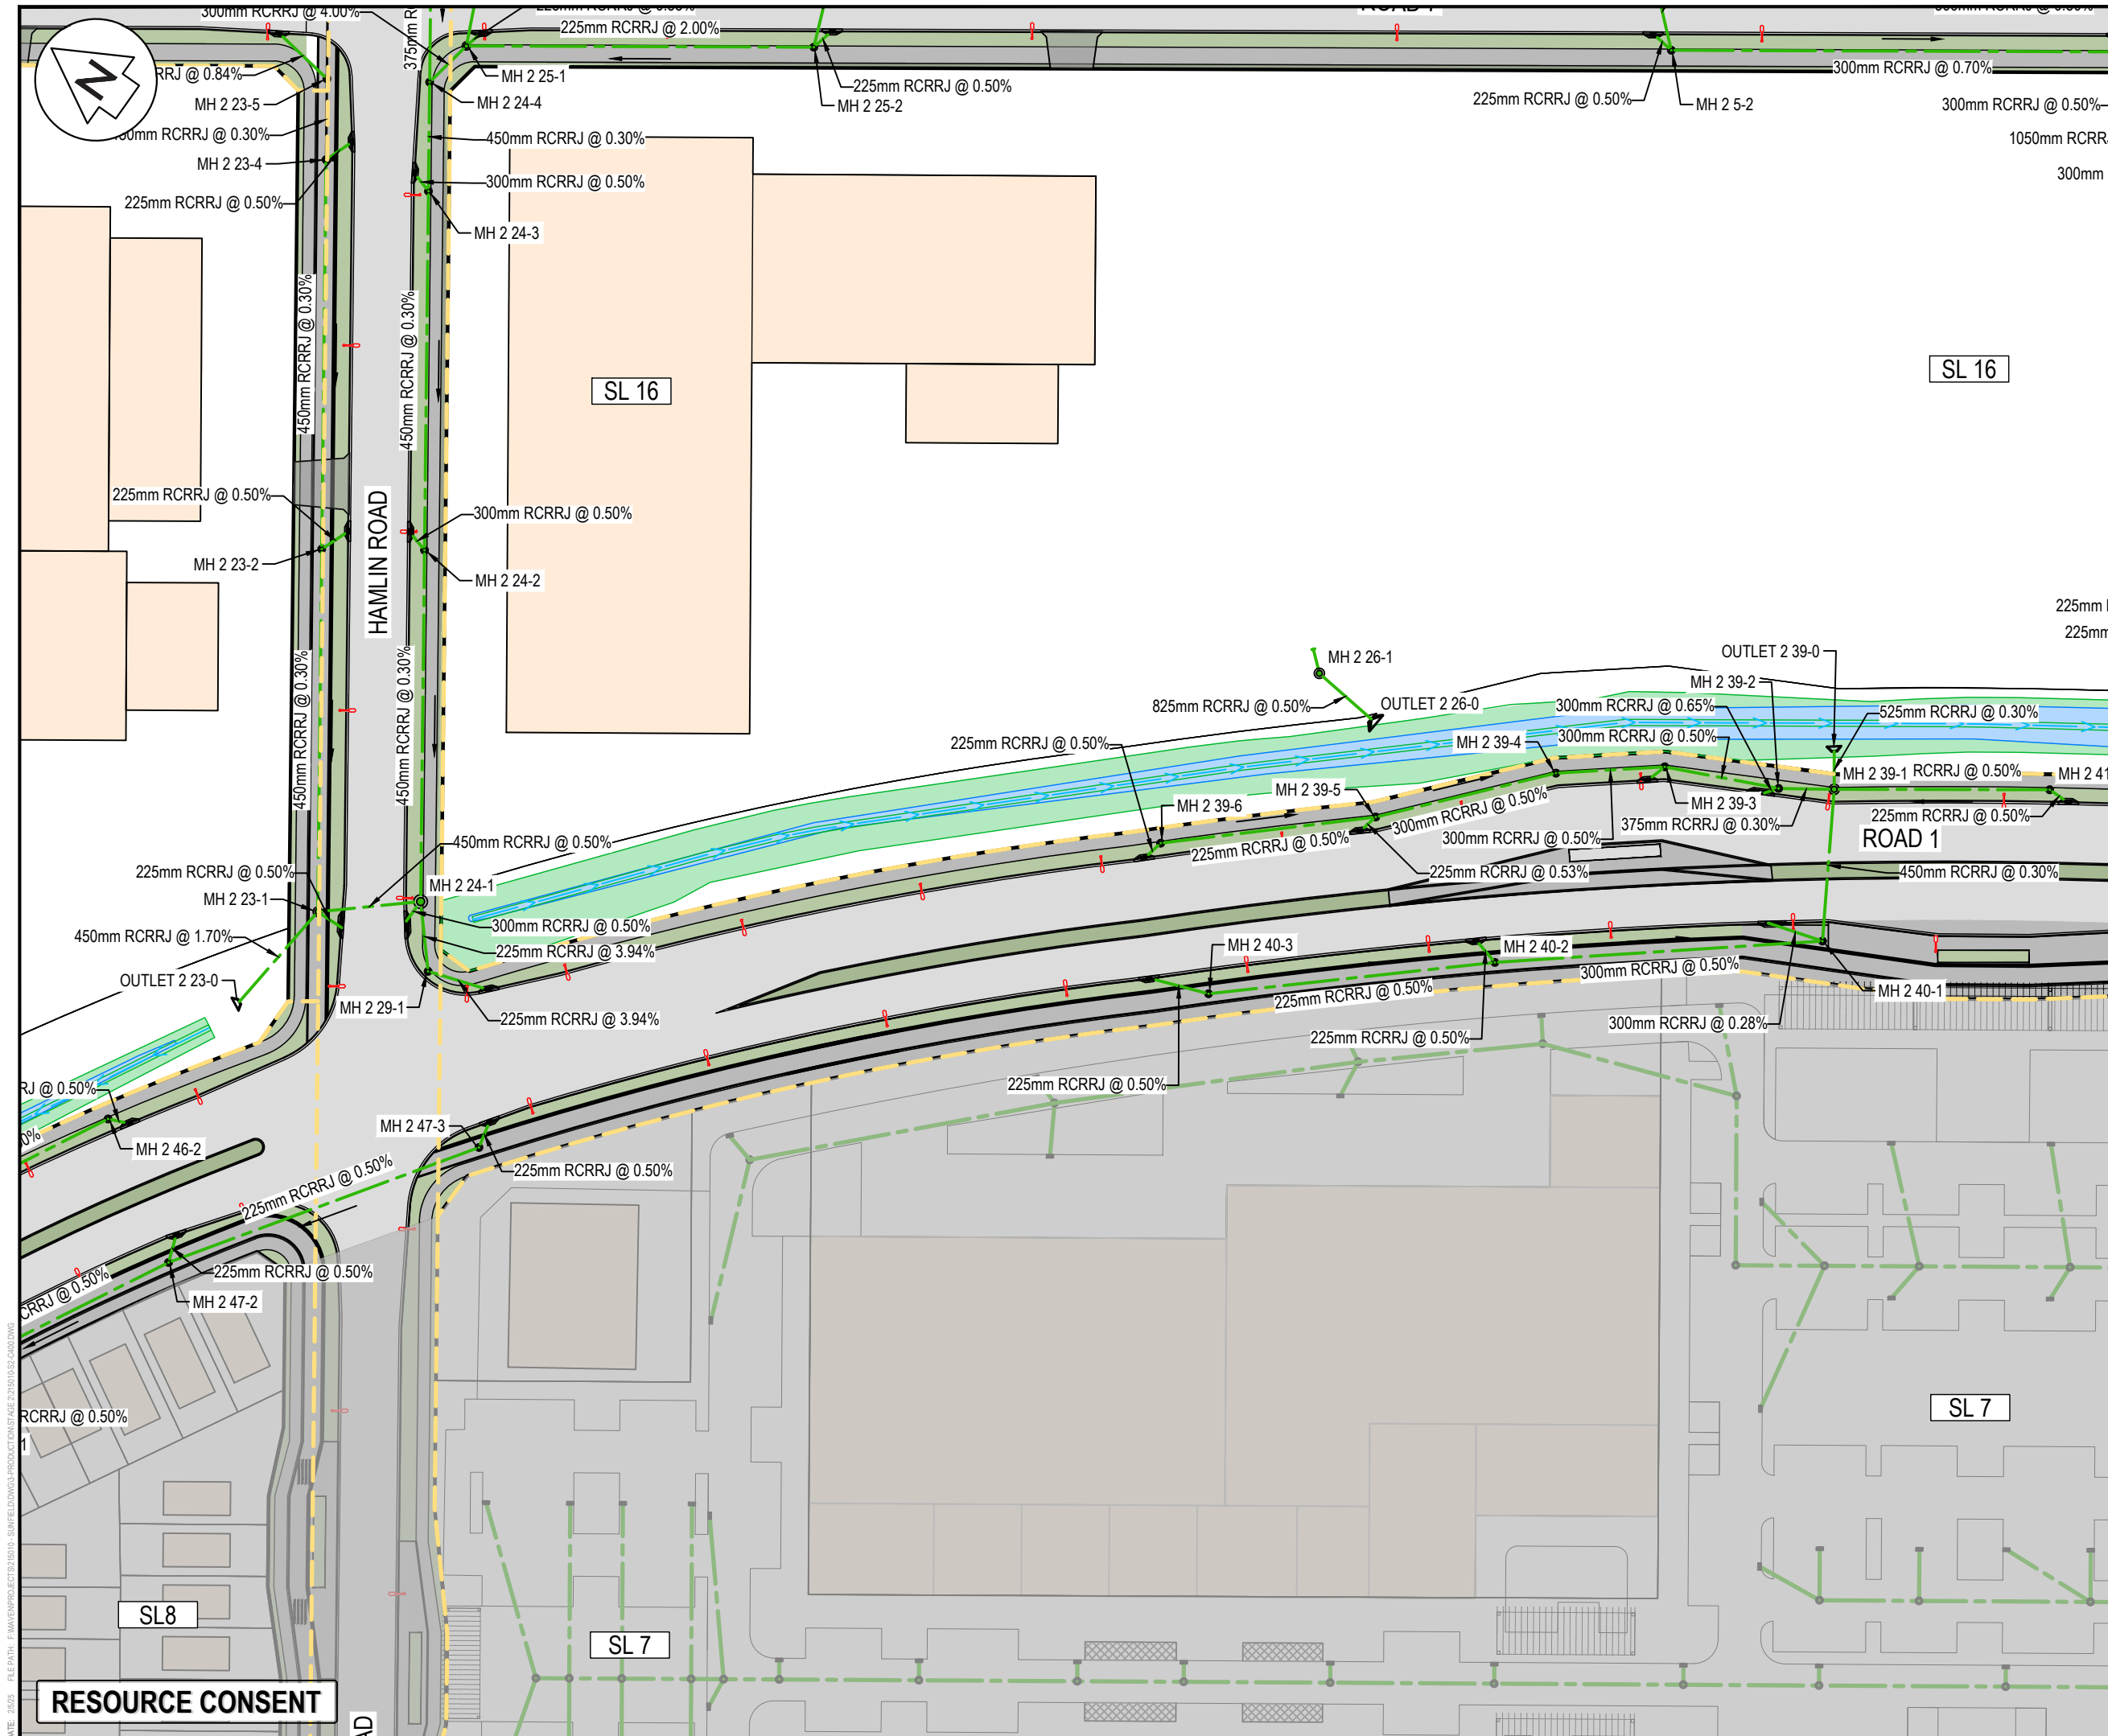 300mm RCRRJ @ 4.00%
225mm RCRRJ @ 2.00%
375mm R
N
RRJ @ 0.84%
MH 2 23-5
MH 2 25-1
MH 2 24-4
225mm RCRRJ @ 0.50%
MH 2 25-2
225mm RCRRJ @ 0.50%
MH 2 5-2
300mm RCRRJ @ 0.70%
300mm RCRRJ @ 0.50%
1050mm RCRR
300mm
00mm RCRRJ @ 0.30%
MH 2 23-4
225mm RCRRJ @ 0.50%
450mm RCRRJ @ 0.30%
300mm RCRRJ @ 0.50%
MH 2 24-3
450mm RCRRJ @ 0.30%
450mm RCRRJ @ 0.30%
SL 16
SL 16
225mm RCRRJ @ 0.50%
MH 2 23-2
HAMLIN ROAD
300mm RCRRJ @ 0.50%
MH 2 24-2
450mm RCRRJ @ 0.30%
450mm RCRRJ @ 0.30%
225mm
225mm
MH 2 26-1
825mm RCRRJ @ 0.50%
OUTLET 2 26-0
OUTLET 2 39-0
MH 2 39-2
300mm RCRRJ @ 0.65%
525mm RCRRJ @ 0.30%
225mm RCRRJ @ 0.50%
MH 2 39-4
300mm RCRRJ @ 0.50%
MH 2 39-1
RCRRJ @ 0.50%
MH 2 41
MH 2 39-6
MH 2 39-5
300mm RCRRJ @ 0.50%
MH 2 39-3
225mm RCRRJ @ 0.50%
375mm RCRRJ @ 0.30%
300mm RCRRJ @ 0.50%
225mm RCRRJ @ 0.50%
ROAD 1
225mm RCRRJ @ 0.53%
450mm RCRRJ @ 0.30%
450mm RCRRJ @ 0.50%
225mm RCRRJ @ 0.50%
MH 2 24-1
MH 2 23-1
300mm RCRRJ @ 0.50%
450mm RCRRJ @ 1.70%
225mm RCRRJ @ 3.94%
OUTLET 2 23-0
MH 2 29-1
225mm RCRRJ @ 3.94%
MH 2 40-3
MH 2 40-2
300mm RCRRJ @ 0.50%
225mm RCRRJ @ 0.50%
MH 2 40-1
300mm RCRRJ @ 0.28%
225mm RCRRJ @ 0.50%
225mm RCRRJ @ 0.50%
RJ @ 0.50%
0%
MH 2 46-2
MH 2 47-3
225mm RCRRJ @ 0.50%
225mm RCRRJ @ 0.50%
225mm RCRRJ @ 0.50%
CRRJ @ 0.50%
MH 2 47-2
RCRRJ @ 0.50%
1
SL 7
SL8
SL 7
RESOURCE CONSENT
AD